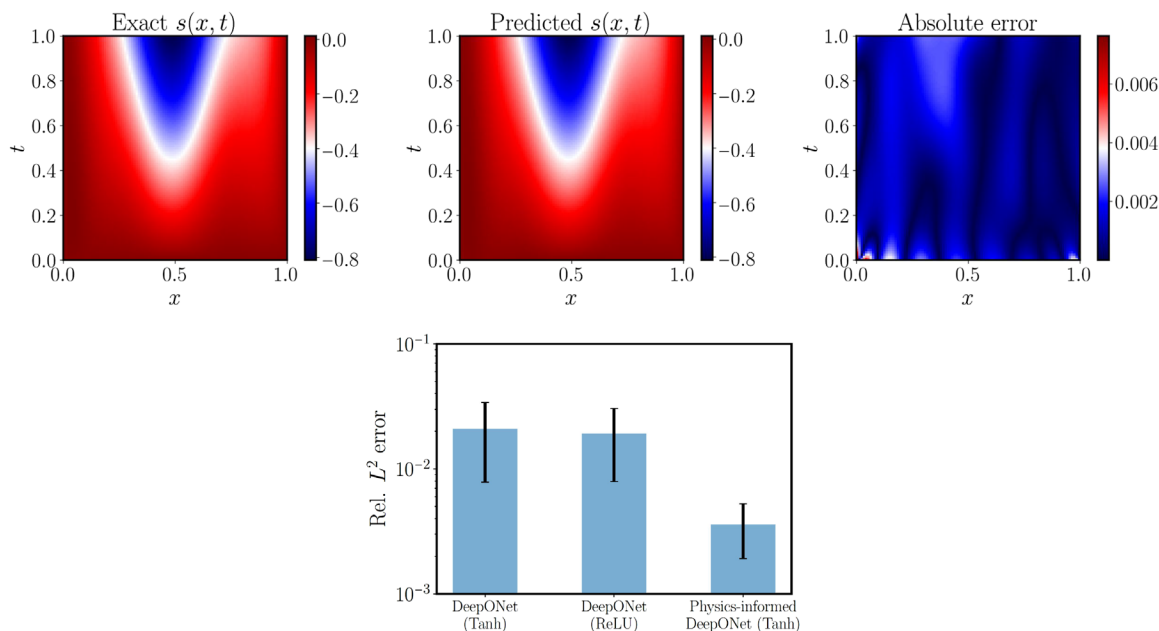 Exact s(x, t)
1.0
0.8
0.6
0.4
0.2
0.0
t
0.0
0.5
1.0
x
0.0
−0.2
−0.4
−0.6
−0.8
Predicted s(x, t)
1.0
0.8
0.6
0.4
0.2
0.0
t
0.0
0.5
1.0
x
0.0
−0.2
−0.4
−0.6
−0.8
Absolute error
1.0
0.8
0.6
0.4
0.2
0.0
t
0.0
0.5
1.0
x
0.006
0.004
0.002
10⁻¹
10⁻²
10⁻³
Rel. L² error
DeepONet
(Tanh)
DeepONet
(ReLU)
Physics-informed
DeepONet (Tanh)